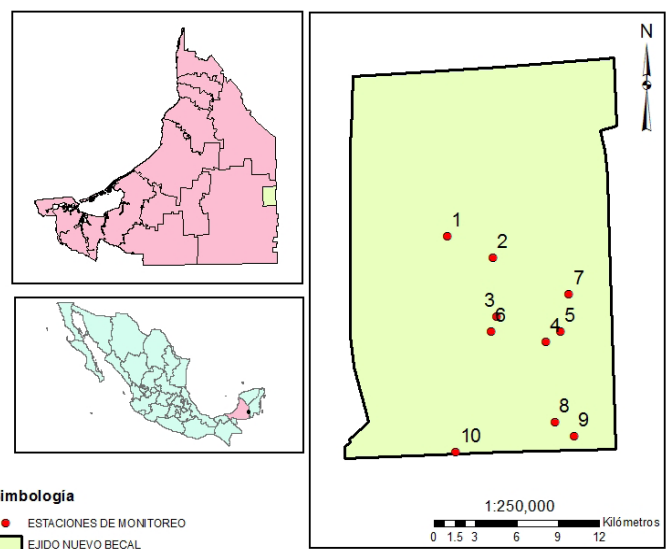 N
1
2
7
3
6
5
4
8
9
10
1:250,000
Kilómetros
0 1.5 3 6 9 12
imbología
ESTACIONES DE MONITOREO
EJIDO NUEVO BECAL